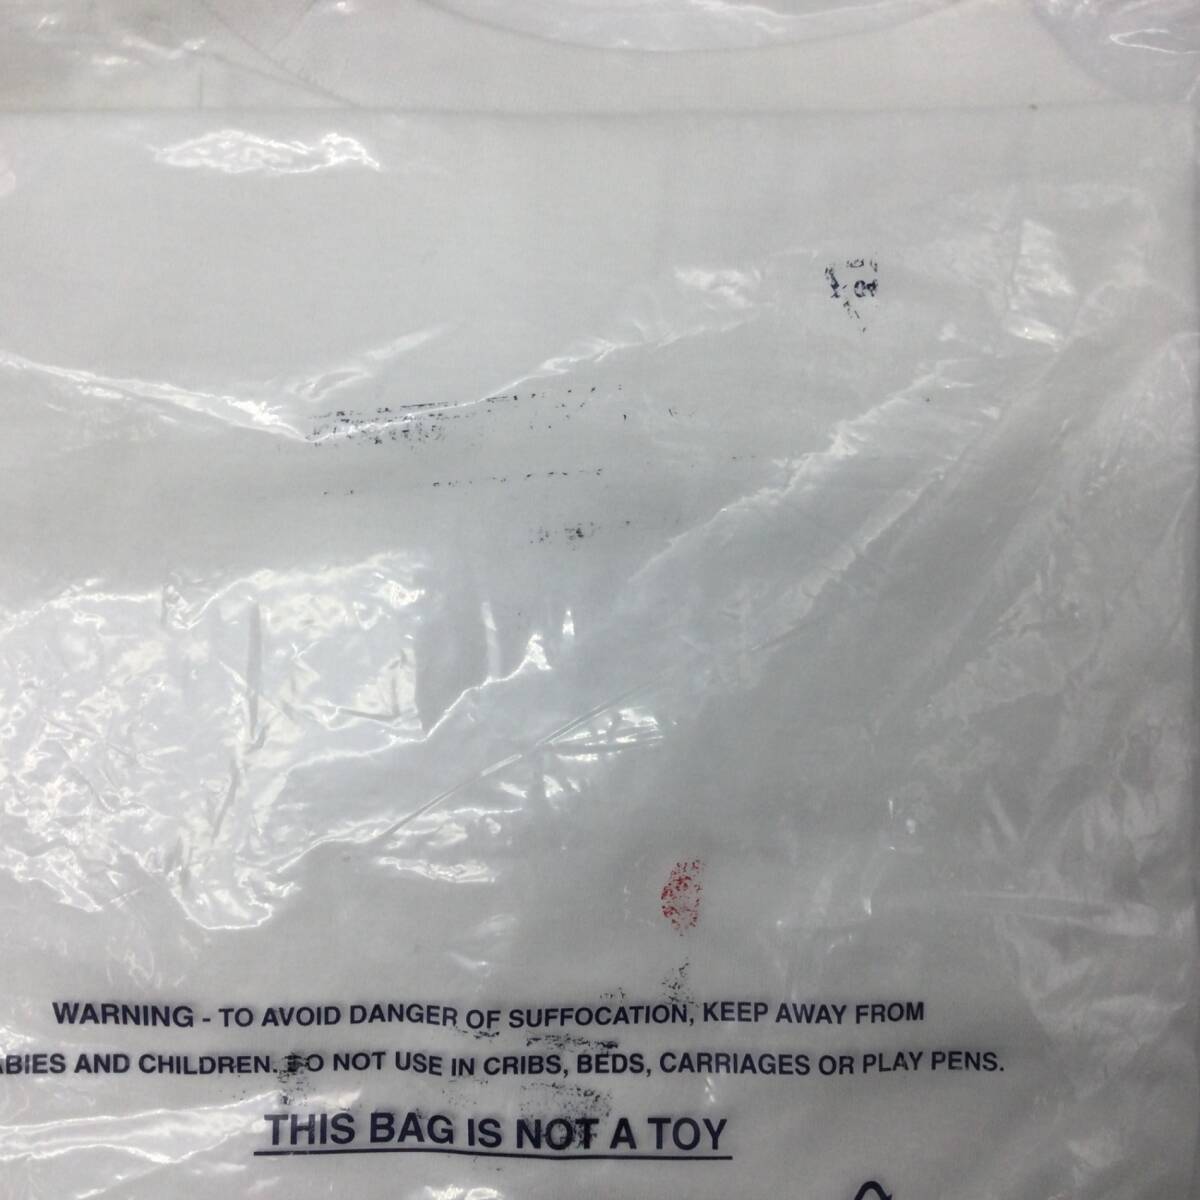 WARNING - TO AVOID DANGER OF SUFFOCATION, KEEP AWAY FROM
ABIES AND CHILDREN. DO NOT USE IN CRIBS, BEDS, CARRIAGES OR PLAY PENS.
THIS BAG IS NOT A TOY